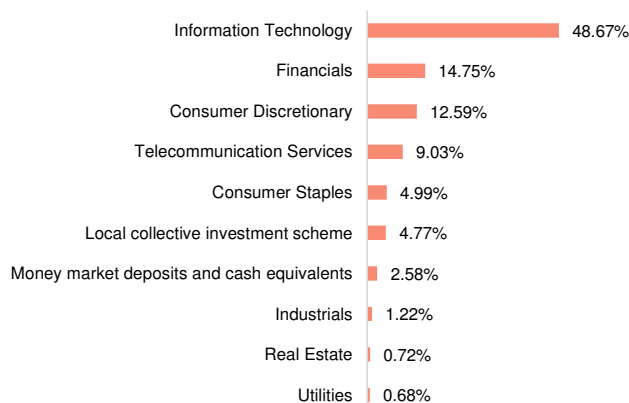 Information Technology 48.67%
Financials 14.75%
Consumer Discretionary 12.59%
Telecommunication Services 9.03%
Consumer Staples 4.99%
Local collective investment scheme 4.77%
Money market deposits and cash equivalents 2.58%
Industrials 1.22%
Real Estate 0.72%
Utilities 0.68%